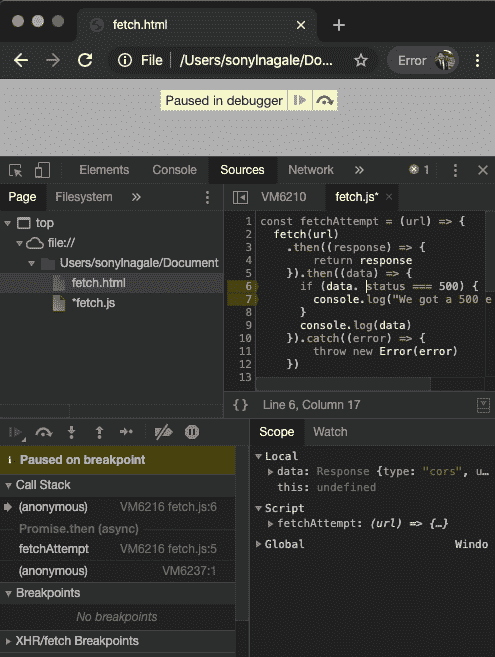 fetch.html
File /Users/sonylnagale/Do... Error
Paused in debugger
Elements Console Sources Network » 1
Page Filesystem »
VM6210 fetch.js*
top
file://
Users/sonylnagale/Document
fetch.html
*fetch.js
1 const fetchAttempt = (url) => {
2 fetch(url)
3 .then((response) => {
4 return response
5 }).then((data) => {
6 if (data. status === 500) {
7 console.log("We got a 500 e
8 }
9 console.log(data)
10 }).catch((error) => {
11 throw new Error(error)
12 })
13
{} Line 6, Column 17
Paused on breakpoint
Call Stack
(anonymous) VM6216 fetch.js:6
Promise.then (async)
fetchAttempt VM6216 fetch.js:5
(anonymous) VM6237:1
Breakpoints
No breakpoints
XHR/fetch Breakpoints
Scope Watch
Local
data: Response {type: "cors", u…
this: undefined
Script
fetchAttempt: (url) => {…}
Global Windo